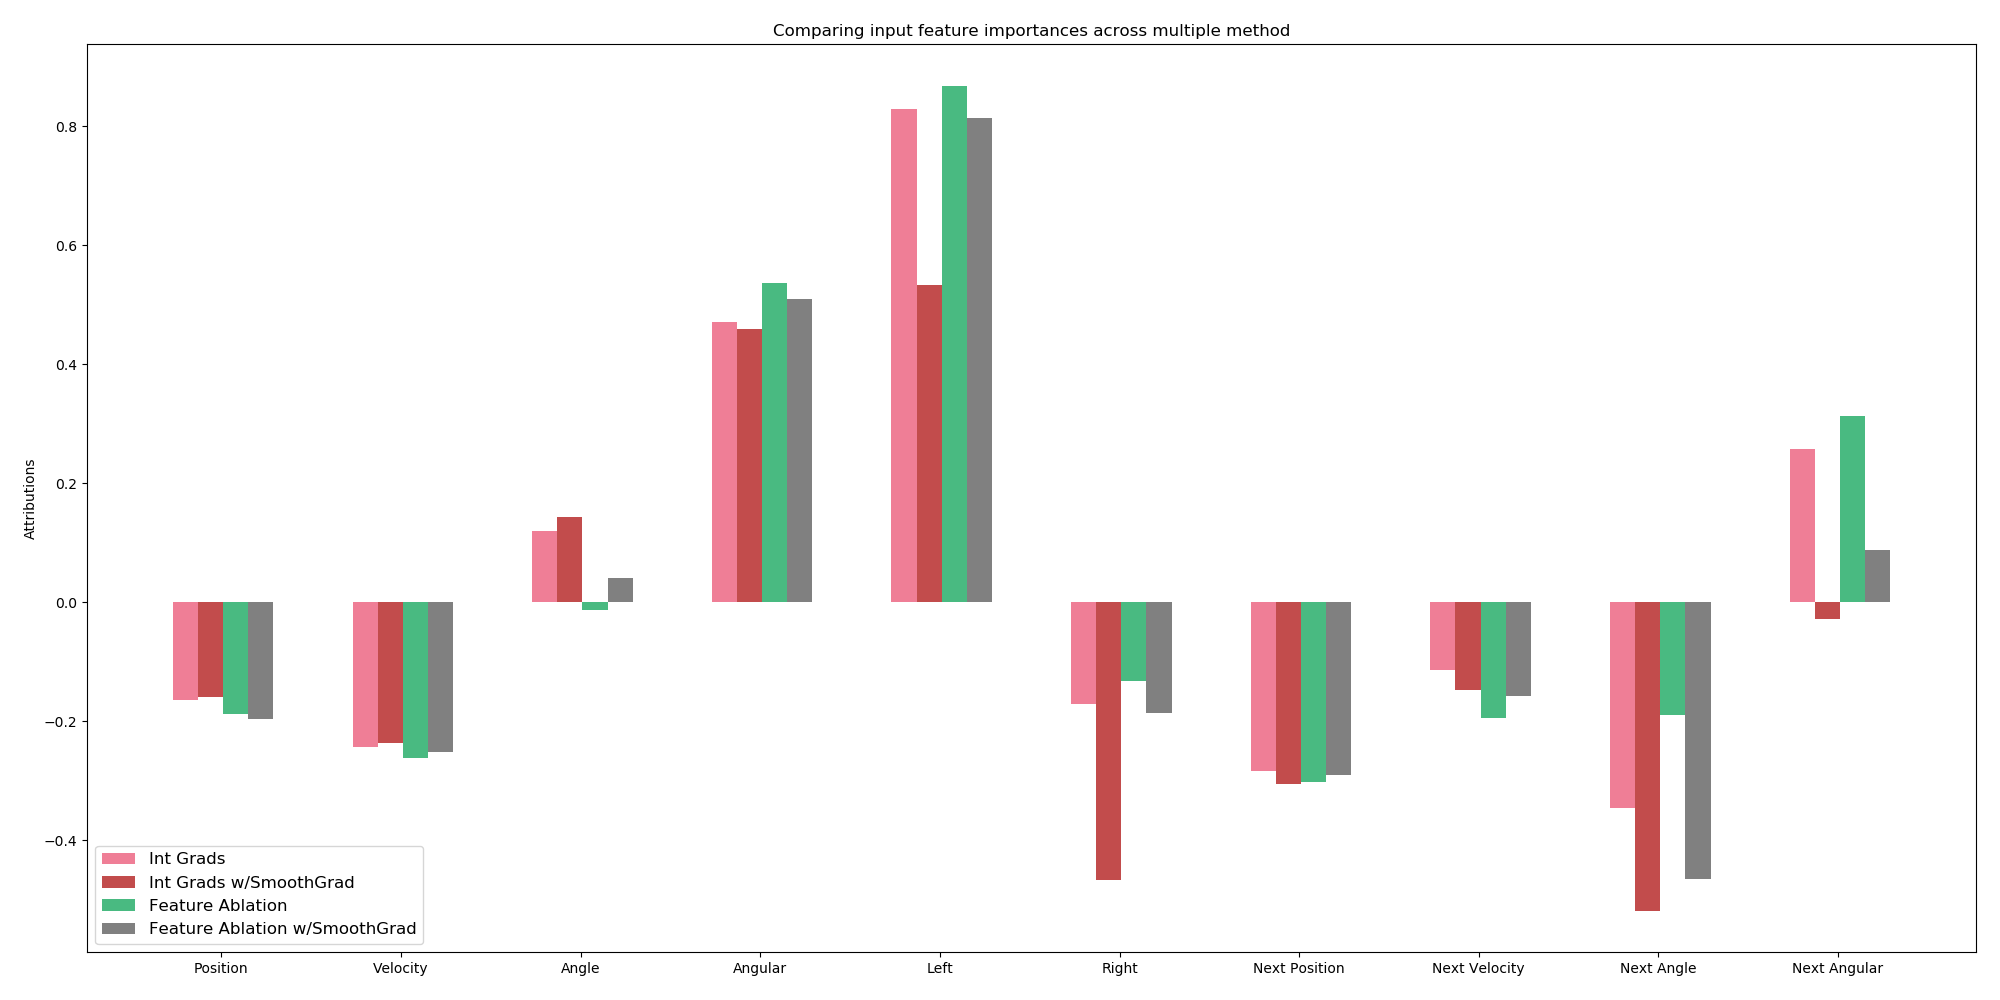 Comparing input feature importances across multiple method
Attributions
0.8
0.6
0.4
0.2
0.0
−0.2
−0.4
Int Grads
Int Grads w/SmoothGrad
Feature Ablation
Feature Ablation w/SmoothGrad
Position Velocity Angle Angular Left Right Next Position Next Velocity Next Angle Next Angular